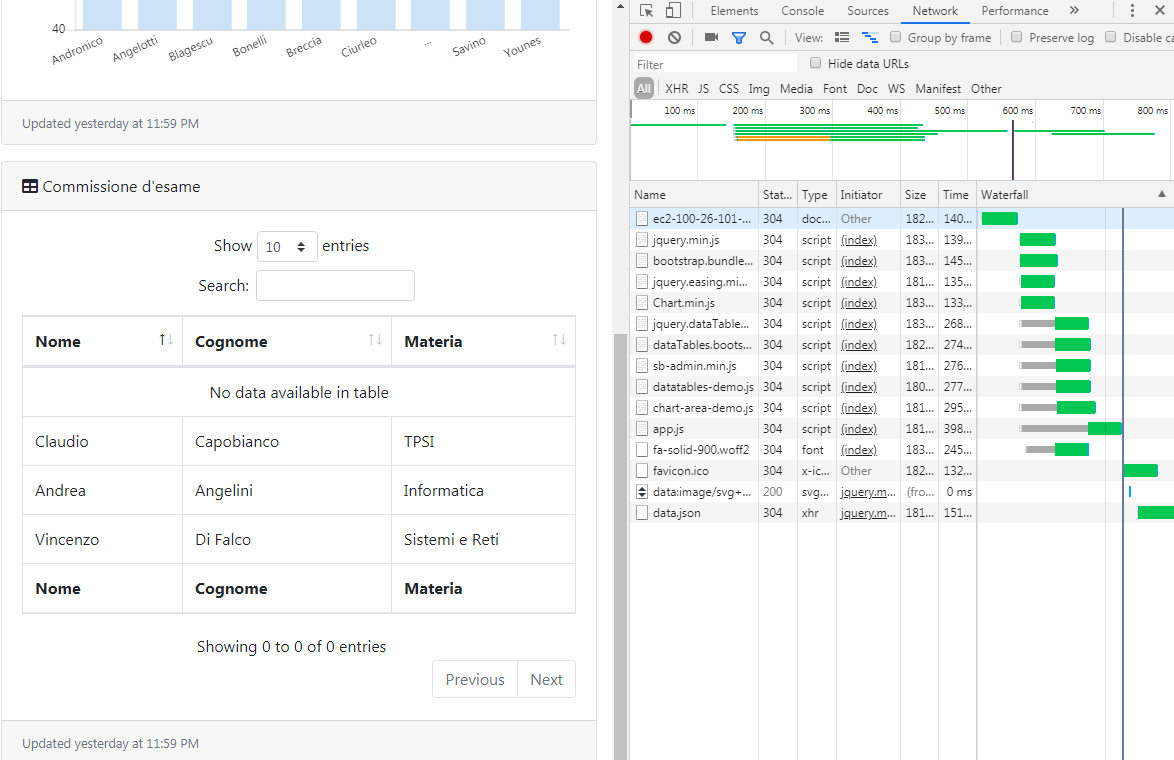 40
Andronico Angelotti Blagescu Bonelli Breccia Ciurleo ... Savino Younes
Updated yesterday at 11:59 PM
Commissione d'esame
Show 10 entries
Search:
Nome Cognome Materia
No data available in table
Claudio Capobianco TPSI
Andrea Angelini Informatica
Vincenzo Di Falco Sistemi e Reti
Nome Cognome Materia
Showing 0 to 0 of 0 entries
Previous Next
Updated yesterday at 11:59 PM
Elements Console Sources Network Performance »
View: Group by frame Preserve log Disable ca
Filter Hide data URLs
All XHR JS CSS Img Media Font Doc WS Manifest Other
100 ms 200 ms 300 ms 400 ms 500 ms 600 ms 700 ms 800 ms
Name Stat... Type Initiator Size Time Waterfall
ec2-100-26-101-... 304 doc... Other 182... 140...
jquery.min.js 304 script (index) 183... 139...
bootstrap.bundle... 304 script (index) 183... 145...
jquery.easing.mi... 304 script (index) 181... 135...
Chart.min.js 304 script (index) 183... 133...
jquery.dataTable... 304 script (index) 183... 268...
dataTables.boots... 304 script (index) 182... 274...
sb-admin.min.js 304 script (index) 181... 276...
datatables-demo.js 304 script (index) 180... 277...
chart-area-demo.js 304 script (index) 183... 295...
app.js 304 script (index) 181... 398...
fa-solid-900.woff2 304 font (index) 183... 245...
favicon.ico 304 x-ic... Other 182... 132...
data:image/svg+... 200 svg... jquery.m... (fro... 0 ms
data.json 304 xhr jquery.m... 181... 151...